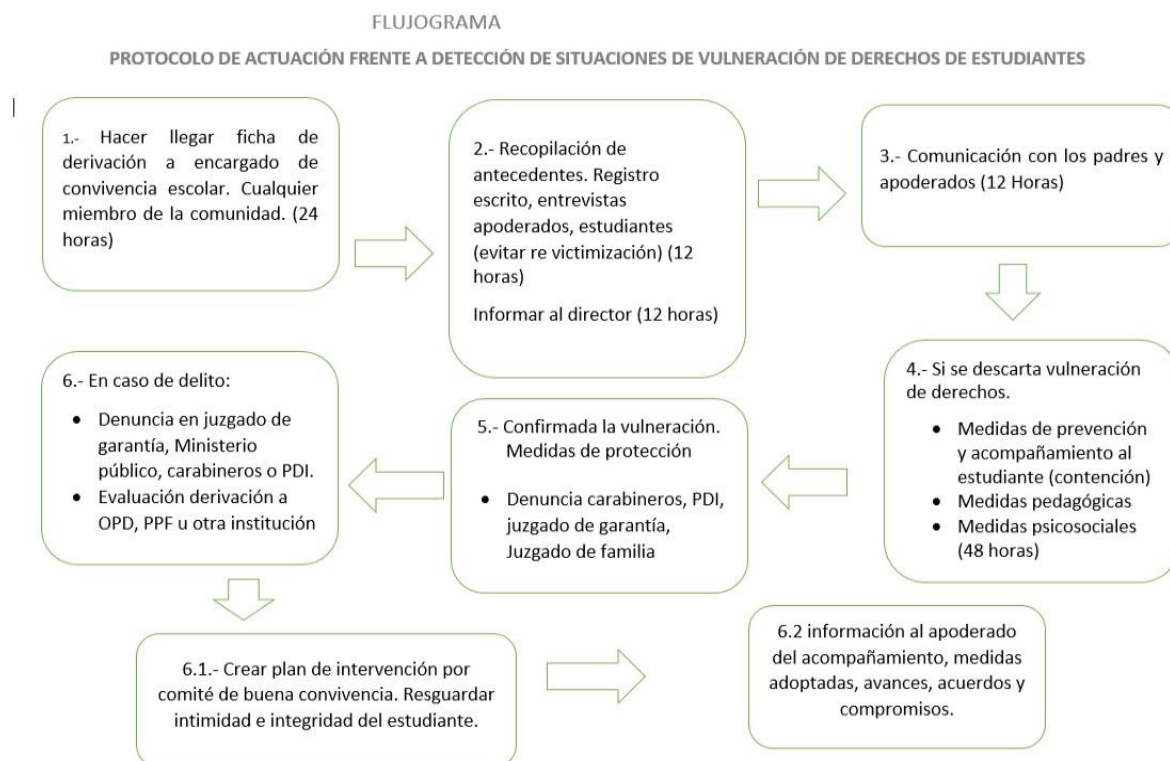 FLUJOGRAMA
PROTOCOLO DE ACTUACIÓN FRENTE A DETECCIÓN DE SITUACIONES DE VULNERACIÓN DE DERECHOS DE ESTUDIANTES
1.- Hacer llegar ficha de
derivación a encargado de
convivencia escolar. Cualquier
miembro de la comunidad. (24
horas)
2.- Recopilación de
antecedentes. Registro
escrito, entrevistas
apoderados, estudiantes
(evitar re victimización) (12
horas)
Informar al director (12 horas)
3.- Comunicación con los padres y
apoderados (12 Horas)
4.- Si se descarta vulneración
de derechos.
• Medidas de prevención
y acompañamiento al
estudiante (contención)
• Medidas pedagógicas
• Medidas psicosociales
(48 horas)
5.- Confirmada la vulneración.
Medidas de protección
• Denuncia carabineros, PDI,
juzgado de garantía,
Juzgado de familia
6.- En caso de delito:
• Denuncia en juzgado de
garantía, Ministerio
público, carabineros o PDI.
• Evaluación derivación a
OPD, PPF u otra institución
6.1.- Crear plan de intervención por
comité de buena convivencia. Resguardar
intimidad e integridad del estudiante.
6.2 información al apoderado
del acompañamiento, medidas
adoptadas, avances, acuerdos y
compromisos.